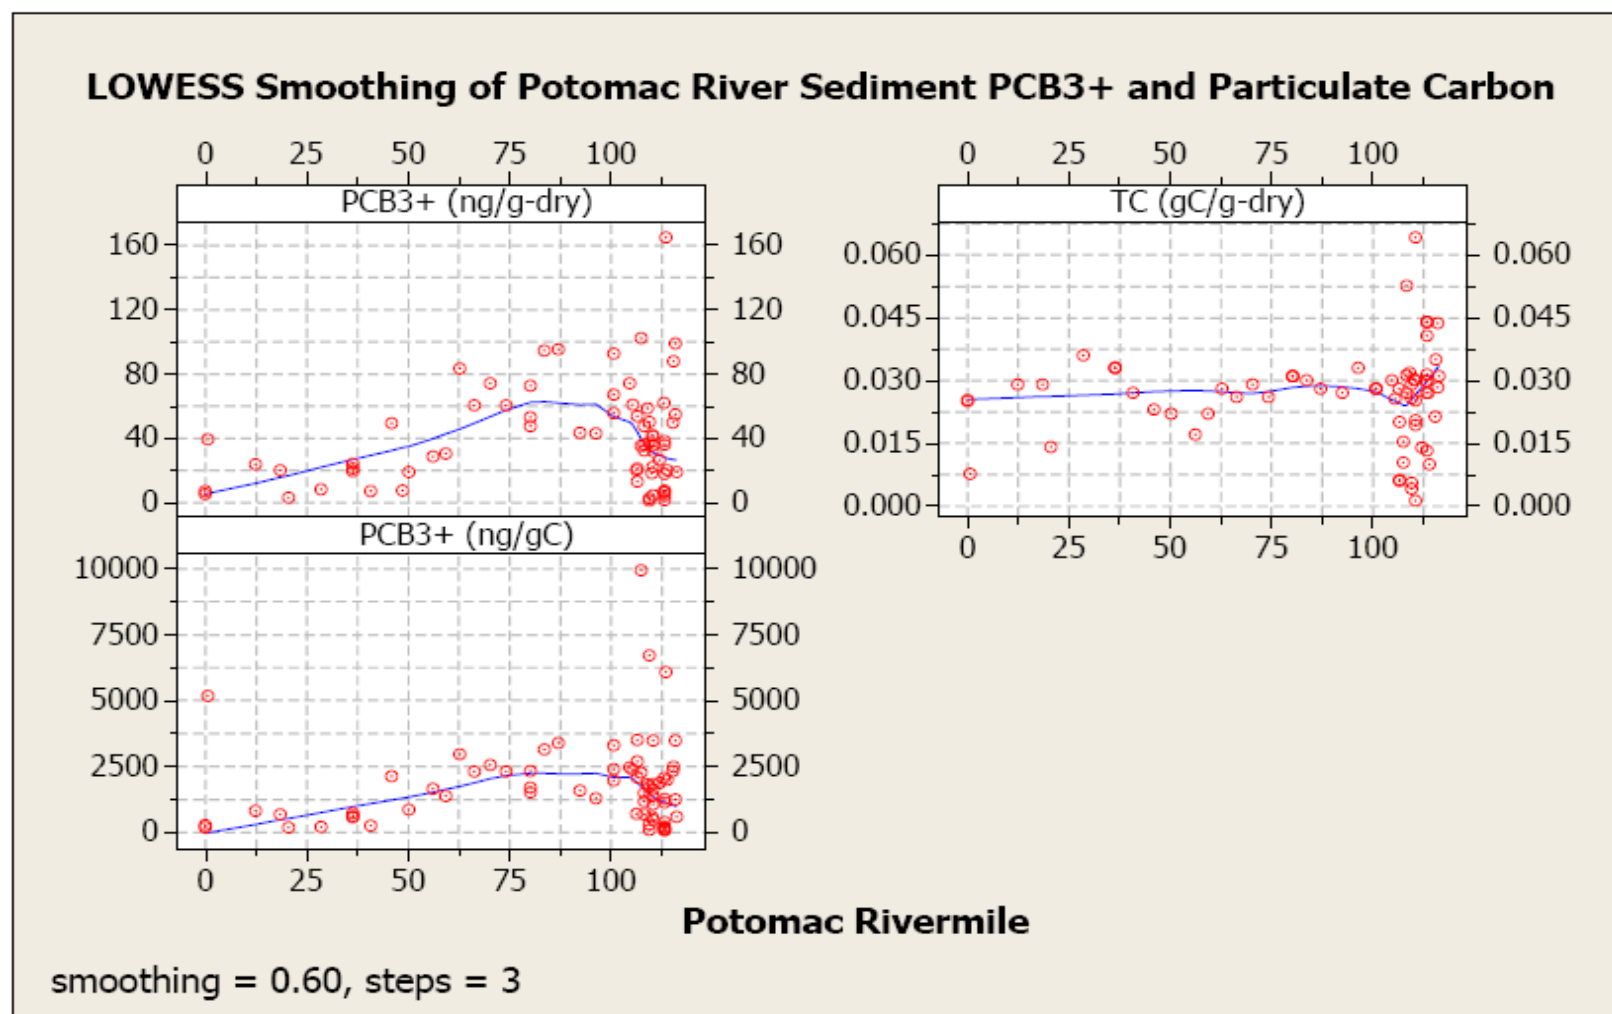 LOWESS Smoothing of Potomac River Sediment PCB3+ and Particulate Carbon
0 25 50 75 100
0 25 50 75 100
PCB3+ (ng/g-dry)
TC (gC/g-dry)
160 160
120 120
80 80
40 40
0 0
0.060 0.060
0.045 0.045
0.030 0.030
0.015 0.015
0.000 0.000
0 25 50 75 100
PCB3+ (ng/gC)
10000 10000
7500 7500
5000 5000
2500 2500
0 0
0 25 50 75 100
Potomac Rivermile
smoothing = 0.60, steps = 3